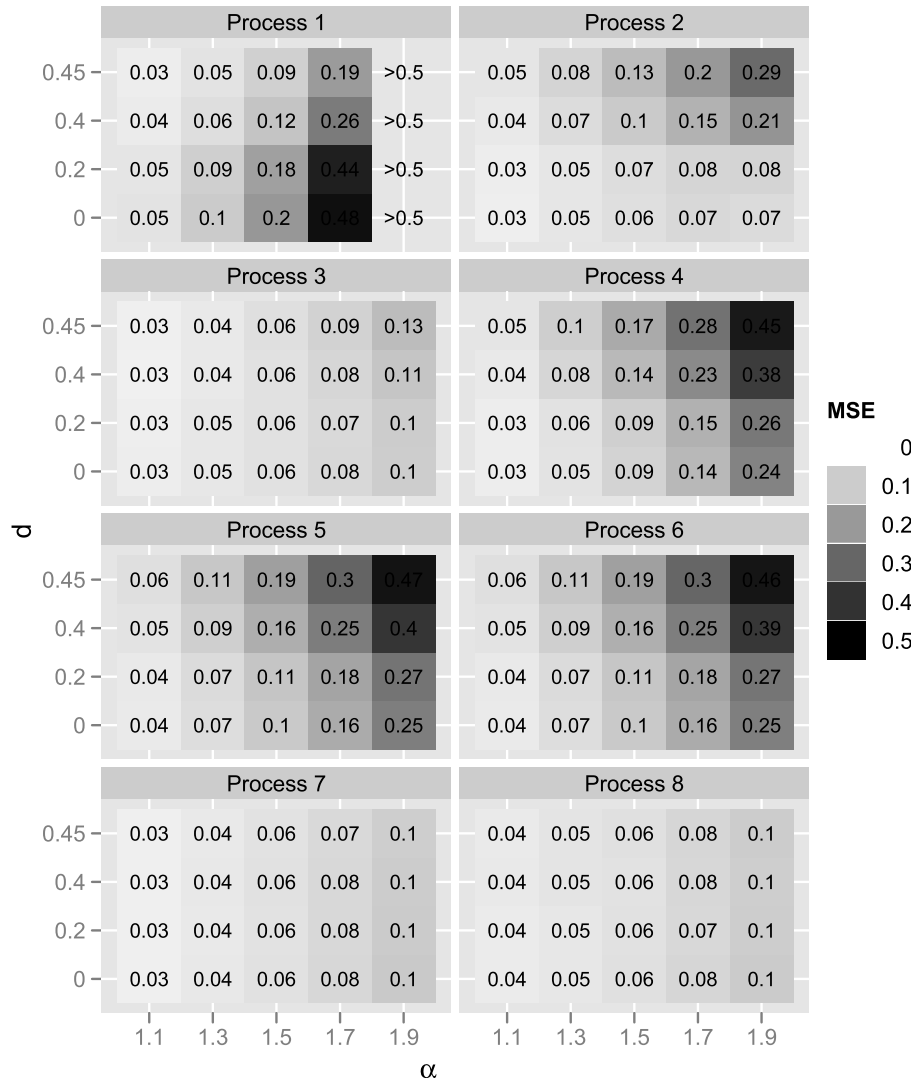 Process 1
Process 2
0.45 0.03 0.05 0.09 0.19 >0.5 0.05 0.08 0.13 0.2 0.29
0.4 0.04 0.06 0.12 0.26 >0.5 0.04 0.07 0.1 0.15 0.21
0.2 0.05 0.09 0.18 0.44 >0.5 0.03 0.05 0.07 0.08 0.08
0 0.05 0.1 0.2 0.48 >0.5 0.03 0.05 0.06 0.07 0.07
Process 3
Process 4
0.45 0.03 0.04 0.06 0.09 0.13 0.05 0.1 0.17 0.28 0.45
0.4 0.03 0.04 0.06 0.08 0.11 0.04 0.08 0.14 0.23 0.38
0.2 0.03 0.05 0.06 0.07 0.1 0.03 0.06 0.09 0.15 0.26
0 0.03 0.05 0.06 0.08 0.1 0.03 0.05 0.09 0.14 0.24
Process 5
Process 6
0.45 0.06 0.11 0.19 0.3 0.47 0.06 0.11 0.19 0.3 0.46
0.4 0.05 0.09 0.16 0.25 0.4 0.05 0.09 0.16 0.25 0.39
0.2 0.04 0.07 0.11 0.18 0.27 0.04 0.07 0.11 0.18 0.27
0 0.04 0.07 0.1 0.16 0.25 0.04 0.07 0.1 0.16 0.25
Process 7
Process 8
0.45 0.03 0.04 0.06 0.07 0.1 0.04 0.05 0.06 0.08 0.1
0.4 0.03 0.04 0.06 0.08 0.1 0.04 0.05 0.06 0.08 0.1
0.2 0.03 0.04 0.06 0.08 0.1 0.04 0.05 0.06 0.07 0.1
0 0.03 0.04 0.06 0.08 0.1 0.04 0.05 0.06 0.08 0.1
1.1 1.3 1.5 1.7 1.9 1.1 1.3 1.5 1.7 1.9
α
d
MSE
0
0.1
0.2
0.3
0.4
0.5